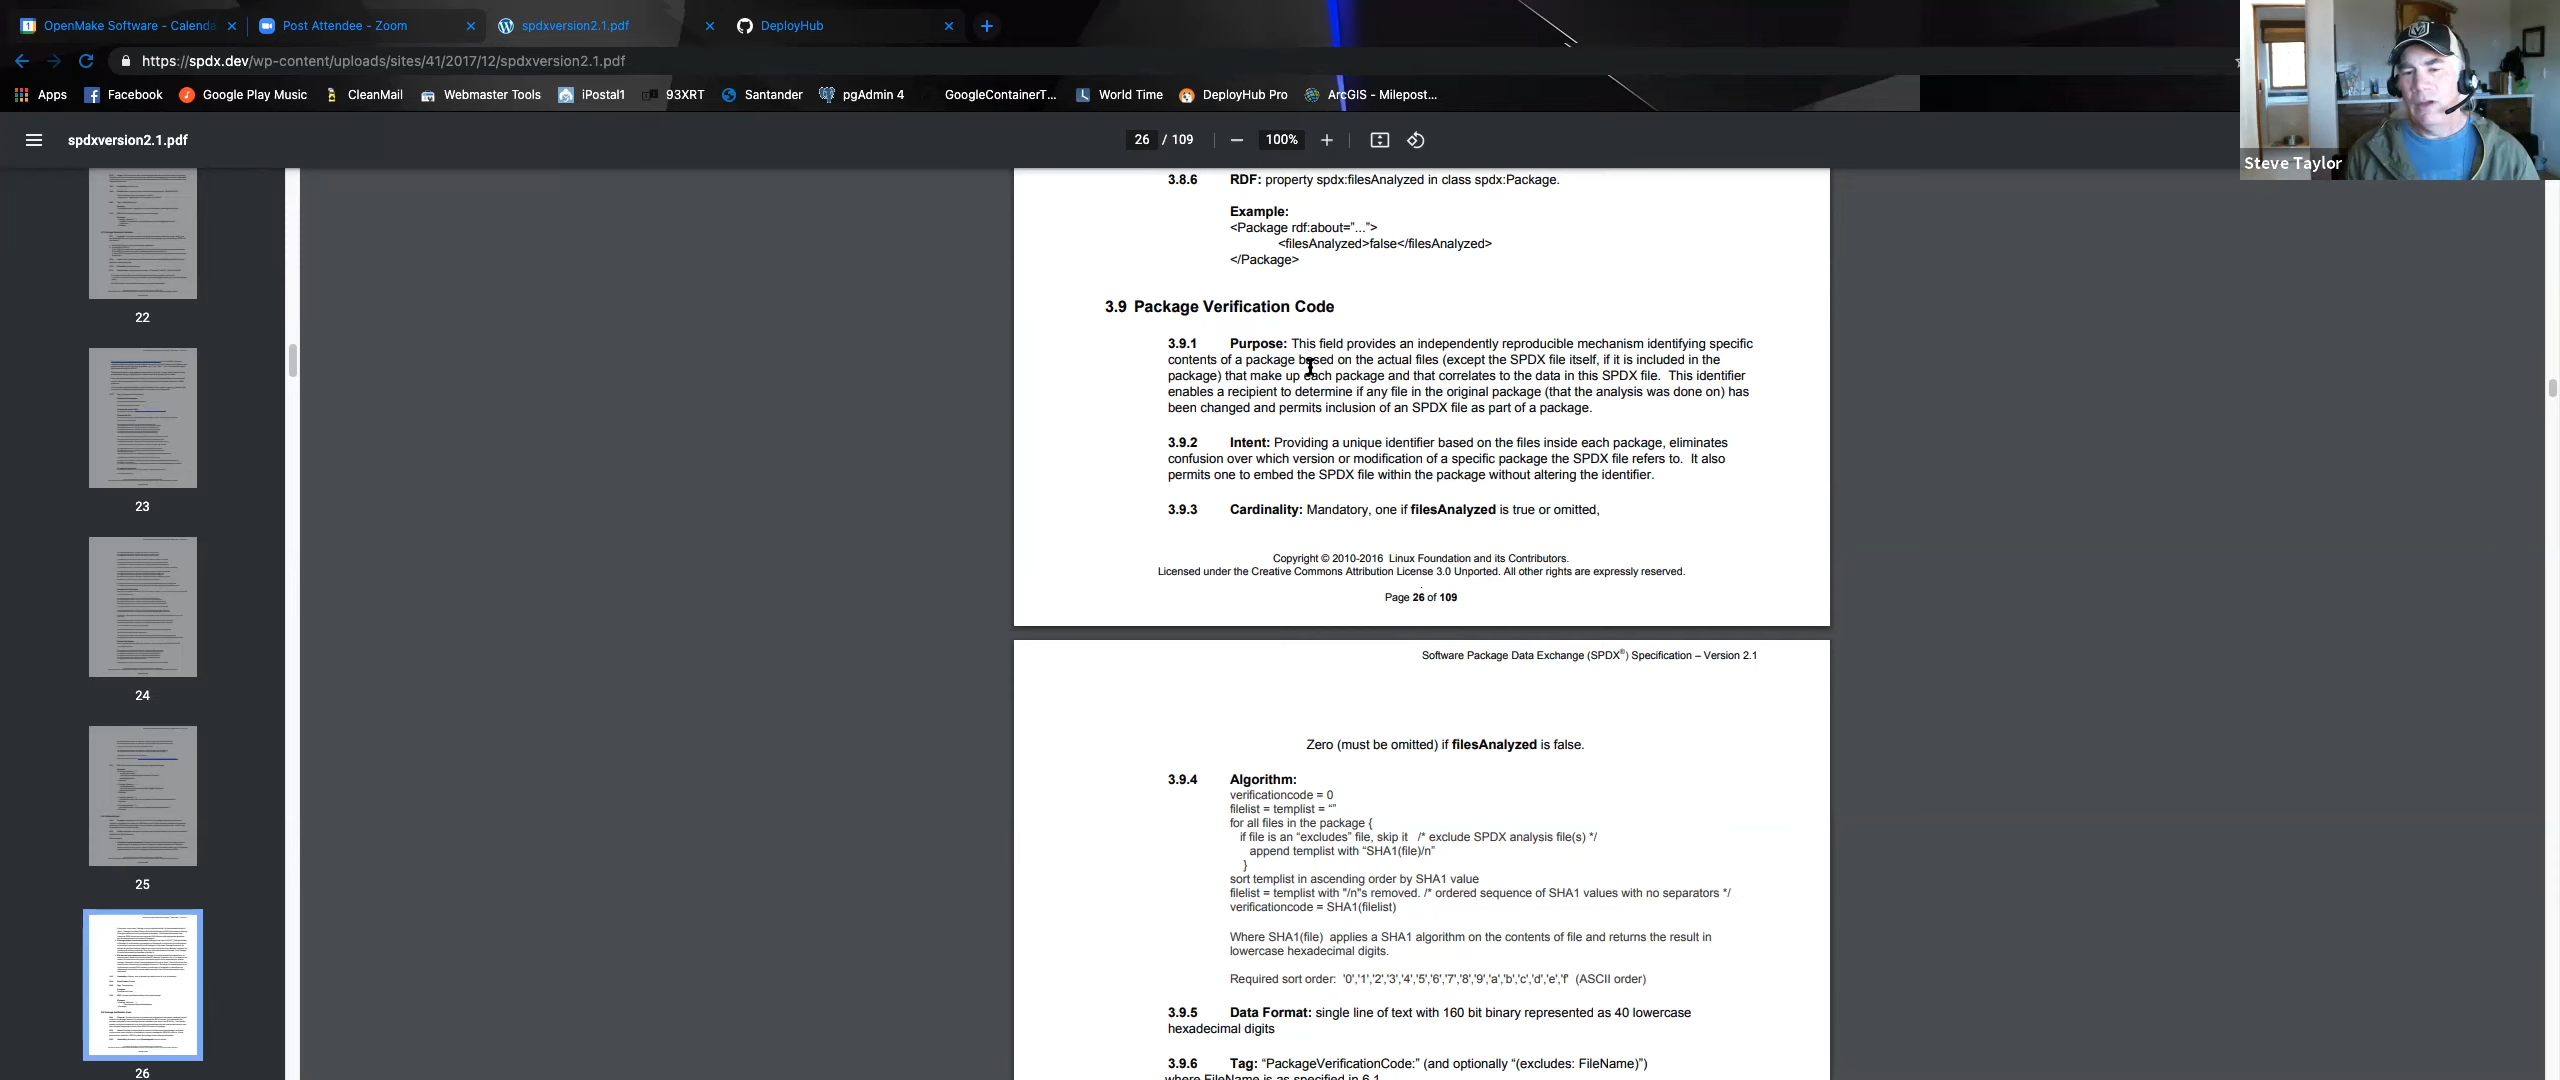 OpenMake Software - Calenda
Post Attendee - Zoom
spdxversion2.1.pdf
DeployHub
https://spdx.dev/wp-content/uploads/sites/41/2017/12/spdxversion2.1.pdf
Apps
Facebook
Google Play Music
CleanMail
Webmaster Tools
iPostal1
93XRT
Santander
pgAdmin 4
GoogleContainerT...
World Time
DeployHub Pro
ArcGIS - Milepost...
Steve Taylor
spdxversion2.1.pdf
26 / 109
100%
22
23
24
25
26
3.8.6 RDF: property spdx:filesAnalyzed in class spdx:Package.
Example:
<Package rdf:about="...">
<filesAnalyzed>false</filesAnalyzed>
</Package>
3.9 Package Verification Code
3.9.1 Purpose: This field provides an independently reproducible mechanism identifying specific
contents of a package based on the actual files (except the SPDX file itself, if it is included in the
package) that make up each package and that correlates to the data in this SPDX file. This identifier
enables a recipient to determine if any file in the original package (that the analysis was done on) has
been changed and permits inclusion of an SPDX file as part of a package.
3.9.2 Intent: Providing a unique identifier based on the files inside each package, eliminates
confusion over which version or modification of a specific package the SPDX file refers to. It also
permits one to embed the SPDX file within the package without altering the identifier.
3.9.3 Cardinality: Mandatory, one if filesAnalyzed is true or omitted,
Copyright © 2010-2016 Linux Foundation and its Contributors.
Licensed under the Creative Commons Attribution License 3.0 Unported. All other rights are expressly reserved.
.
Page 26 of 109
Software Package Data Exchange (SPDX®) Specification – Version 2.1
Zero (must be omitted) if filesAnalyzed is false.
3.9.4 Algorithm:
verificationcode = 0
filelist = templist = “”
for all files in the package {
if file is an “excludes” file, skip it /* exclude SPDX analysis file(s) */
append templist with “SHA1(file)/n”
}
sort templist in ascending order by SHA1 value
filelist = templist with "/n"s removed. /* ordered sequence of SHA1 values with no separators */
verificationcode = SHA1(filelist)
Where SHA1(file) applies a SHA1 algorithm on the contents of file and returns the result in
lowercase hexadecimal digits.
Required sort order: '0','1','2','3','4','5','6','7','8','9','a','b','c','d','e','f' (ASCII order)
3.9.5 Data Format: single line of text with 160 bit binary represented as 40 lowercase
hexadecimal digits
3.9.6 Tag: “PackageVerificationCode:” (and optionally “(excludes: FileName)”)
where FileName is as specified in 6.1